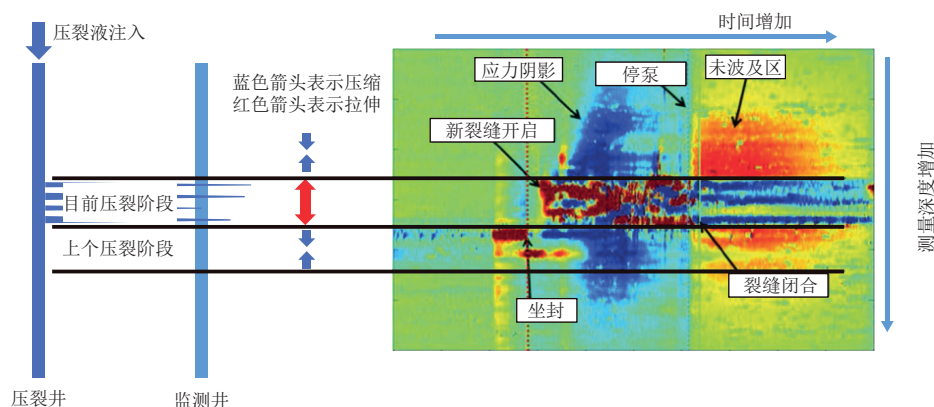 压裂液注入
时间增加
蓝色箭头表示压缩
红色箭头表示拉伸
应力阴影
停泵
未波及区
新裂缝开启
目前压裂阶段
上个压裂阶段
测量深度增加
裂缝闭合
坐封
压裂井
监测井